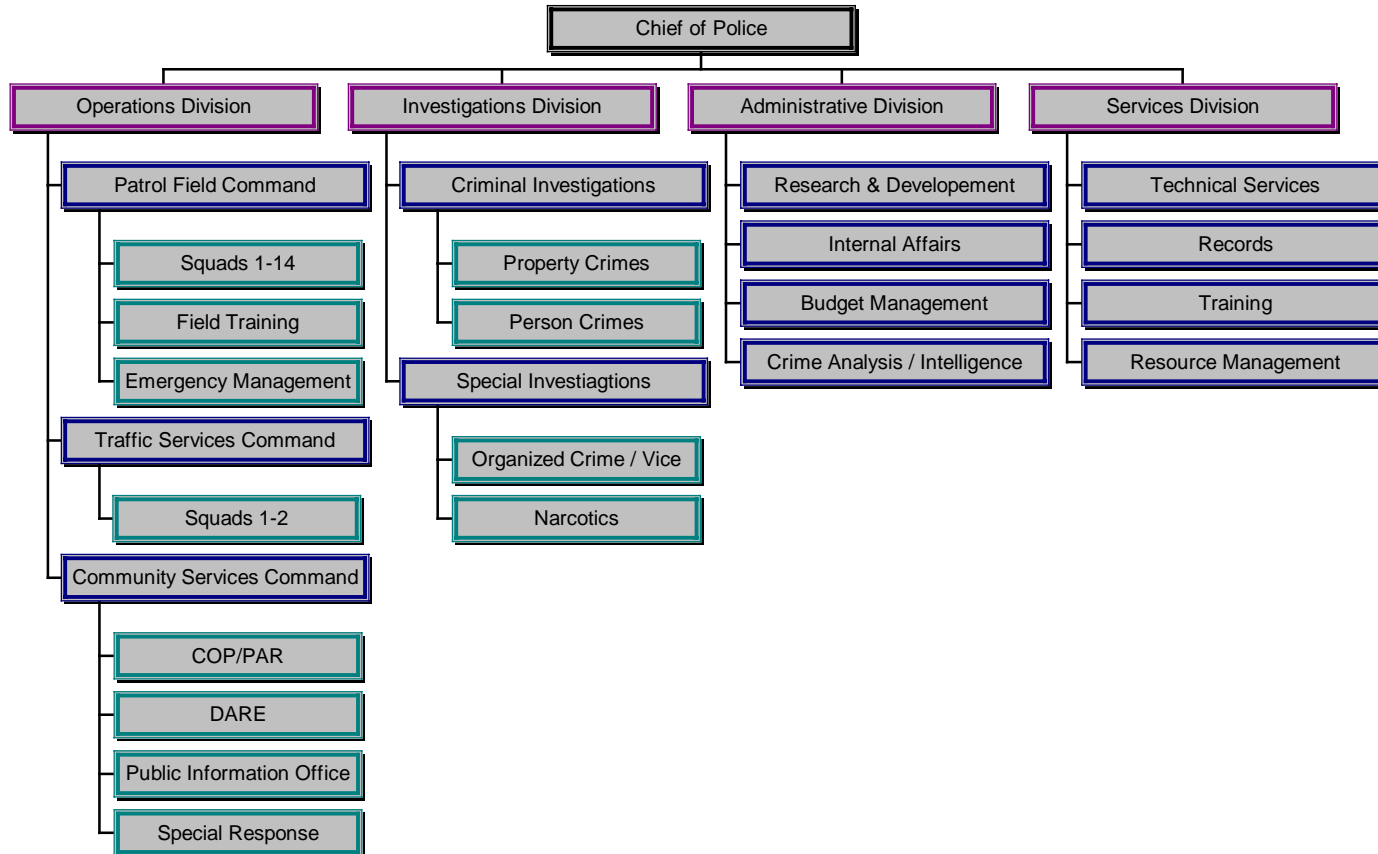 Chief of Police
Operations Division
Investigations Division
Administrative Division
Services Division
Patrol Field Command
Squads 1-14
Field Training
Emergency Management
Traffic Services Command
Squads 1-2
Community Services Command
COP/PAR
DARE
Public Information Office
Special Response
Criminal Investigations
Property Crimes
Person Crimes
Special Investiagtions
Organized Crime / Vice
Narcotics
Research & Developement
Internal Affairs
Budget Management
Crime Analysis / Intelligence
Technical Services
Records
Training
Resource Management